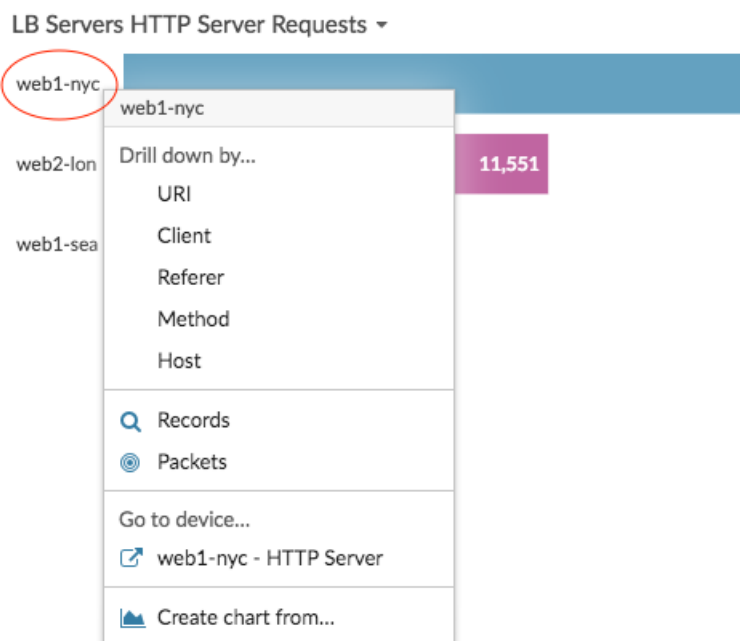 LB Servers HTTP Server Requests
web1-nyc
web1-nyc
Drill down by...
web2-lon
11,551
URI
Client
web1-sea
Referer
Method
Host
Records
Packets
Go to device...
web1-nyc - HTTP Server
Create chart from...